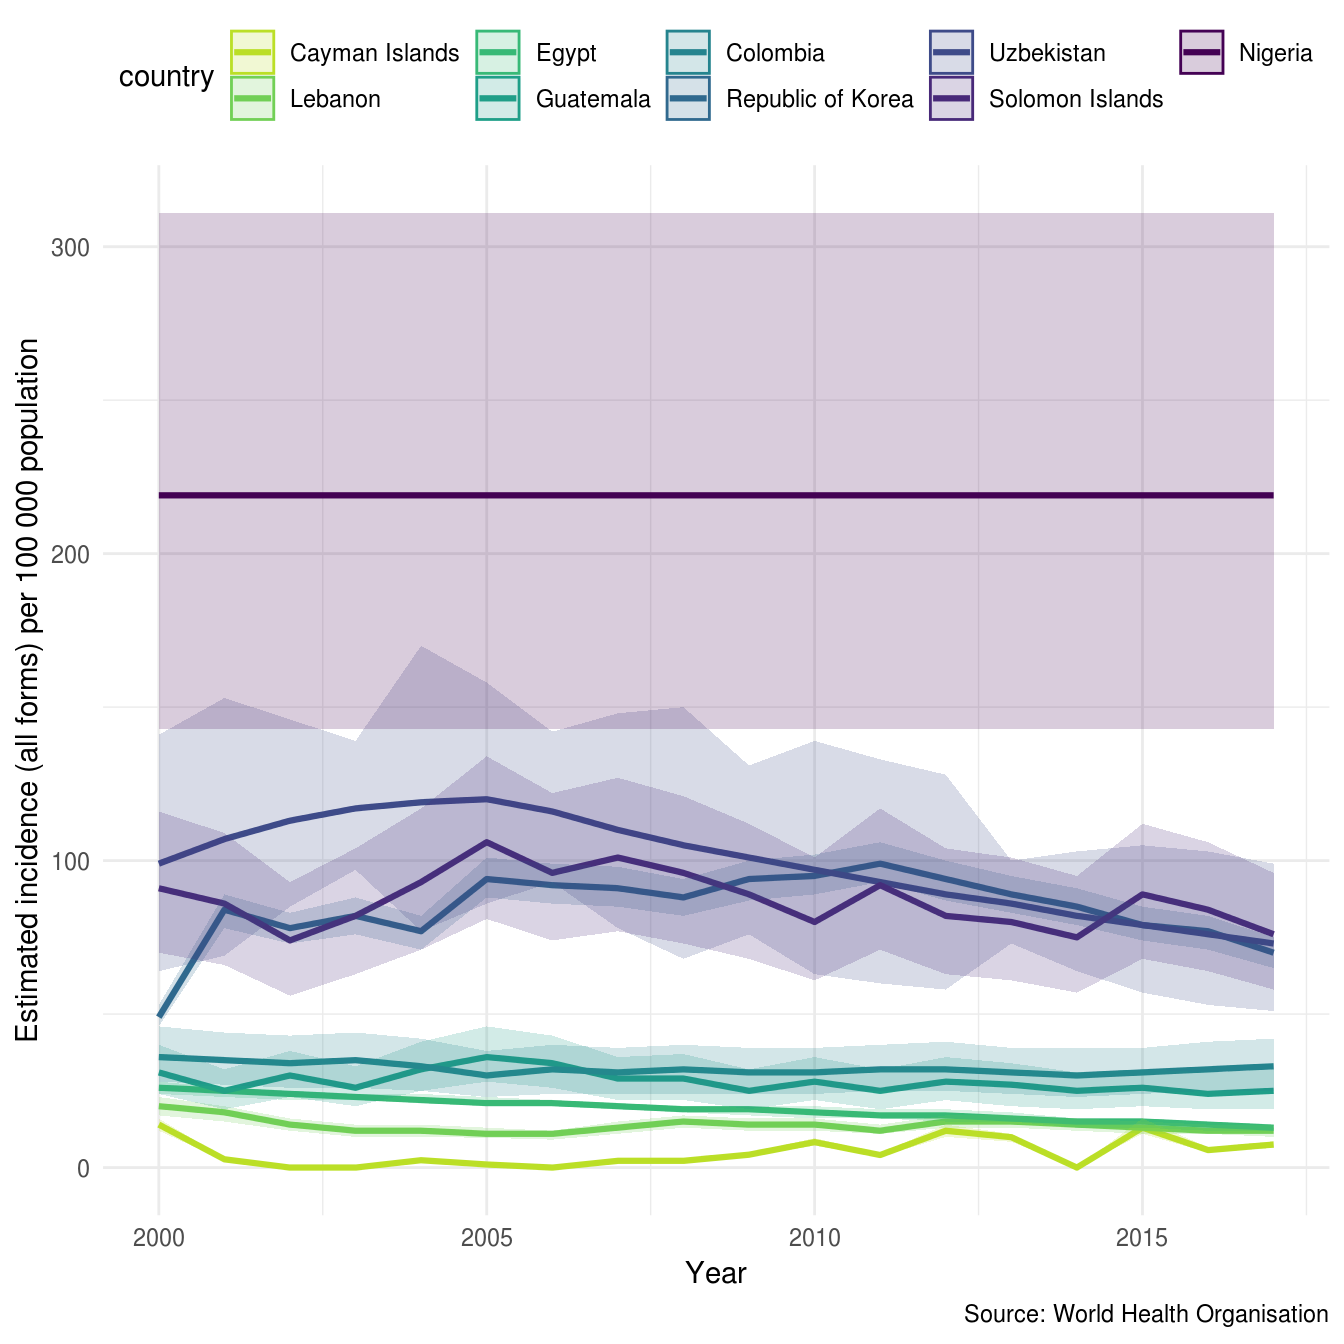 country
Cayman Islands
Egypt
Colombia
Uzbekistan
Nigeria
Lebanon
Guatemala
Republic of Korea
Solomon Islands
Estimated incidence (all forms) per 100 000 population
300
200
100
0
2000
2005
2010
2015
Year
Source: World Health Organisation